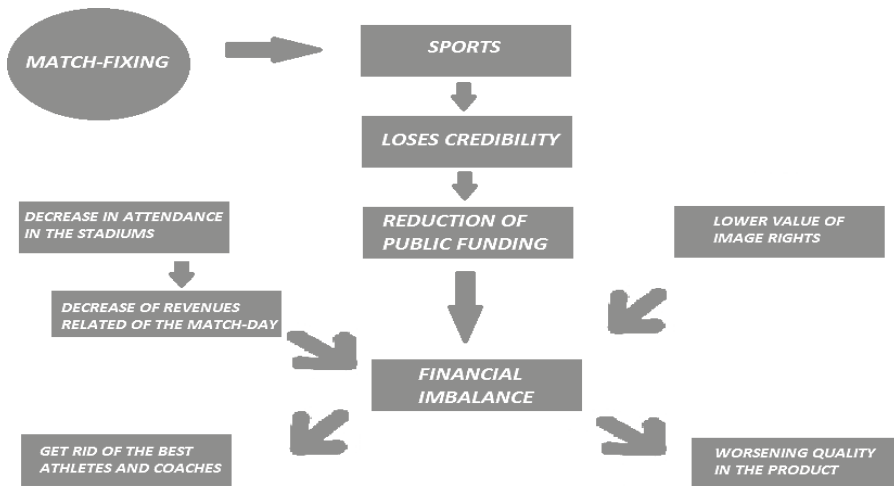 MATCH-FIXING
SPORTS
LOSES CREDIBILITY
REDUCTION OF
PUBLIC FUNDING
DECREASE IN ATTENDANCE
IN THE STADIUMS
LOWER VALUE OF
IMAGE RIGHTS
DECREASE OF REVENUES
RELATED OF THE MATCH-DAY
FINANCIAL
IMBALANCE
GET RID OF THE BEST
ATHLETES AND COACHES
WORSENING QUALITY
IN THE PRODUCT